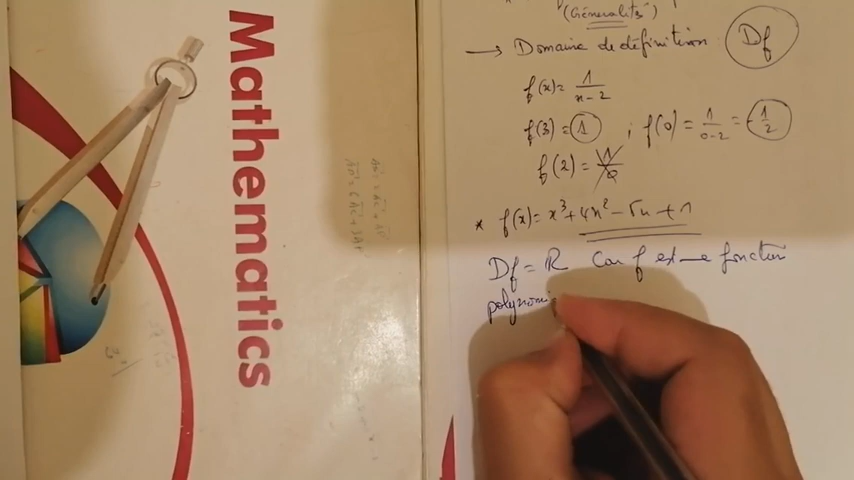 Mathematics
(Généralités)
→ Domaine de définition Df
f(x) = 1/x-2
f(3) = 1 ; f(0) = 1/0-2 = -1/2
f(2) = 1/0
* f(x) = x³ + 4x² - 5x + 1
Df = ℝ Car f est une fonction
polynomi